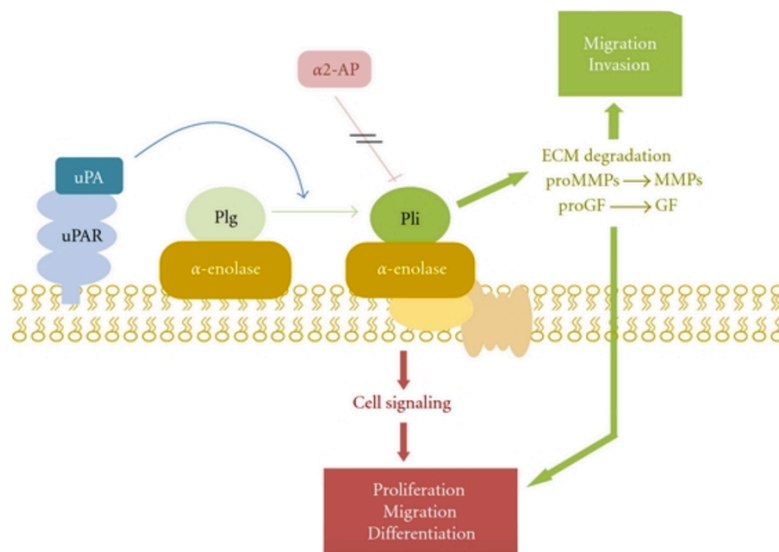 Migration
Invasion
α2-AP
ECM degradation
proMMPs → MMPs
proGF → GF
uPA
uPAR
Plg
Pli
α-enolase
α-enolase
Cell signaling
Proliferation
Migration
Differentiation